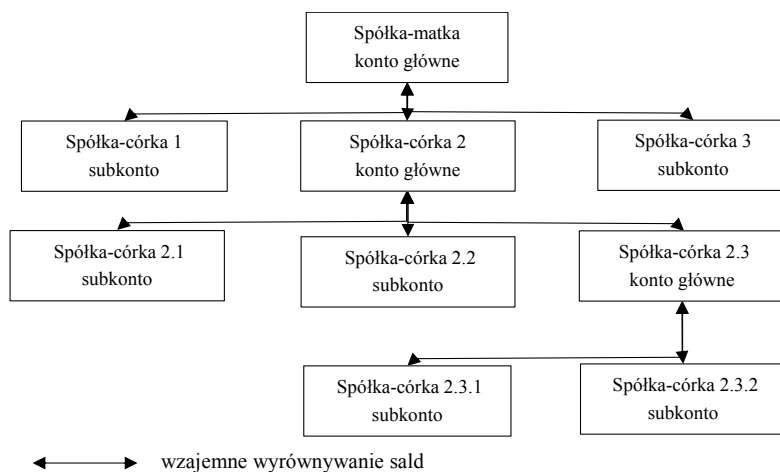 Spółka-matka
konto główne
Spółka-córka 1
subkonto
Spółka-córka 2
konto główne
Spółka-córka 3
subkonto
Spółka-córka 2.1
subkonto
Spółka-córka 2.2
subkonto
Spółka-córka 2.3
konto główne
Spółka-córka 2.3.1
subkonto
Spółka-córka 2.3.2
subkonto
wzajemne wyrównywanie sald